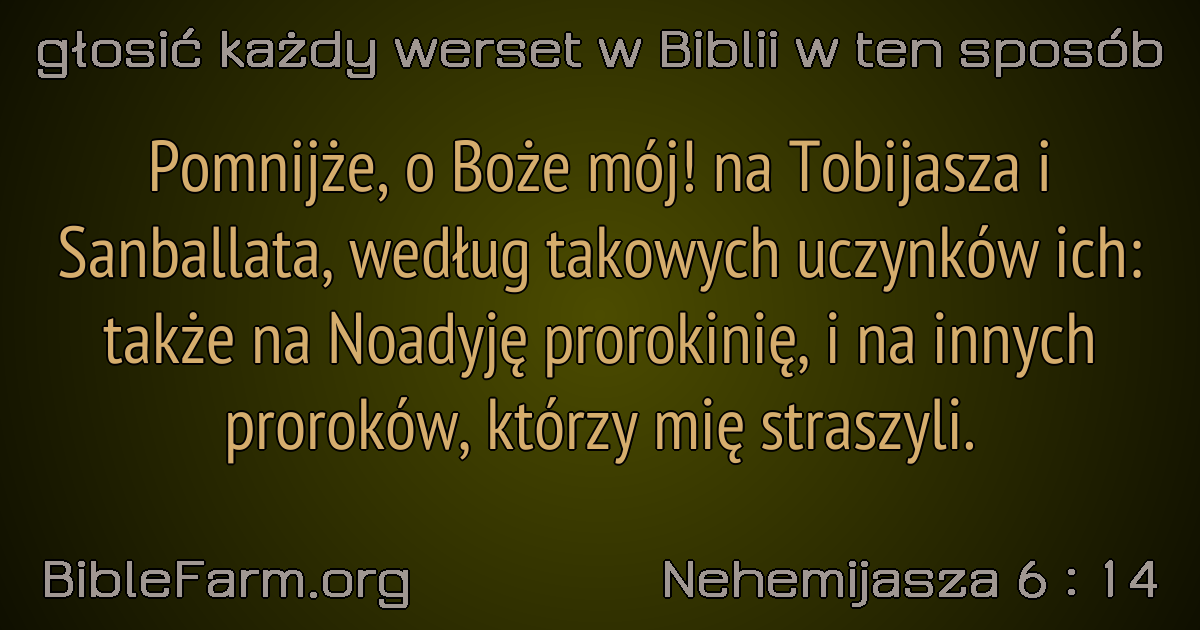 głosić każdy werset w Biblii w ten sposób
Pomnijże, o Boże mój! na Tobijasza i
Sanballata, według takowych uczynków ich:
także na Noadyję prorokinię, i na innych
proroków, którzy mię straszyli.
BibleFarm.org
Nehemijasza 6 : 14